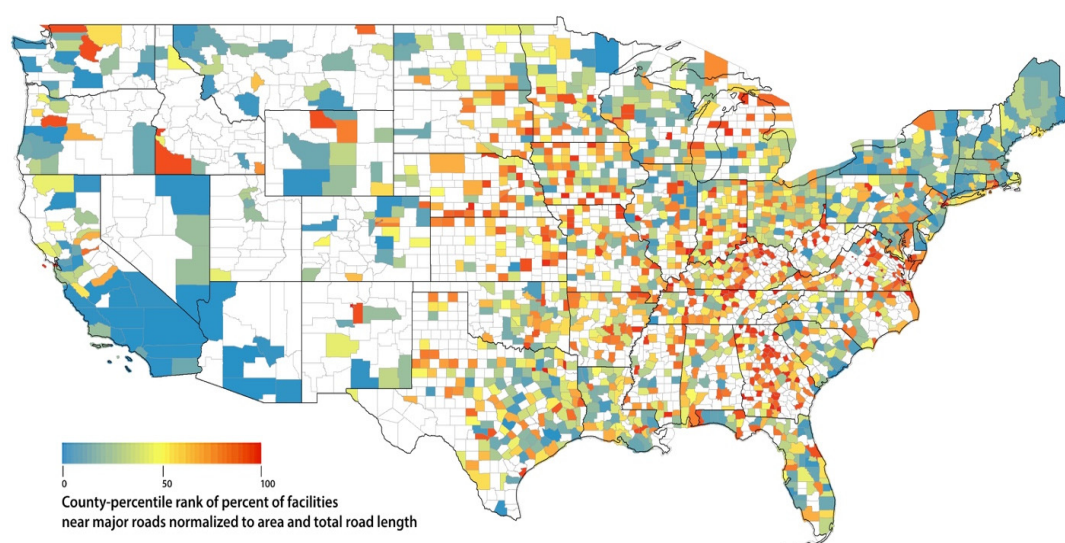 0 50 100
County-percentile rank of percent of facilities
near major roads normalized to area and total road length